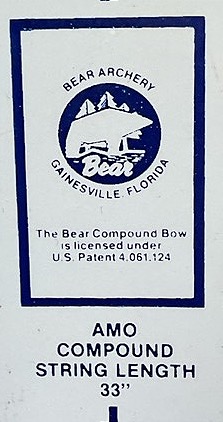 BEAR ARCHERY
Bear
GAINESVILLE, FLORIDA
The Bear Compound Bow
is licensed under
U.S. Patent 4.061.124
AMO
COMPOUND
STRING LENGTH
33"